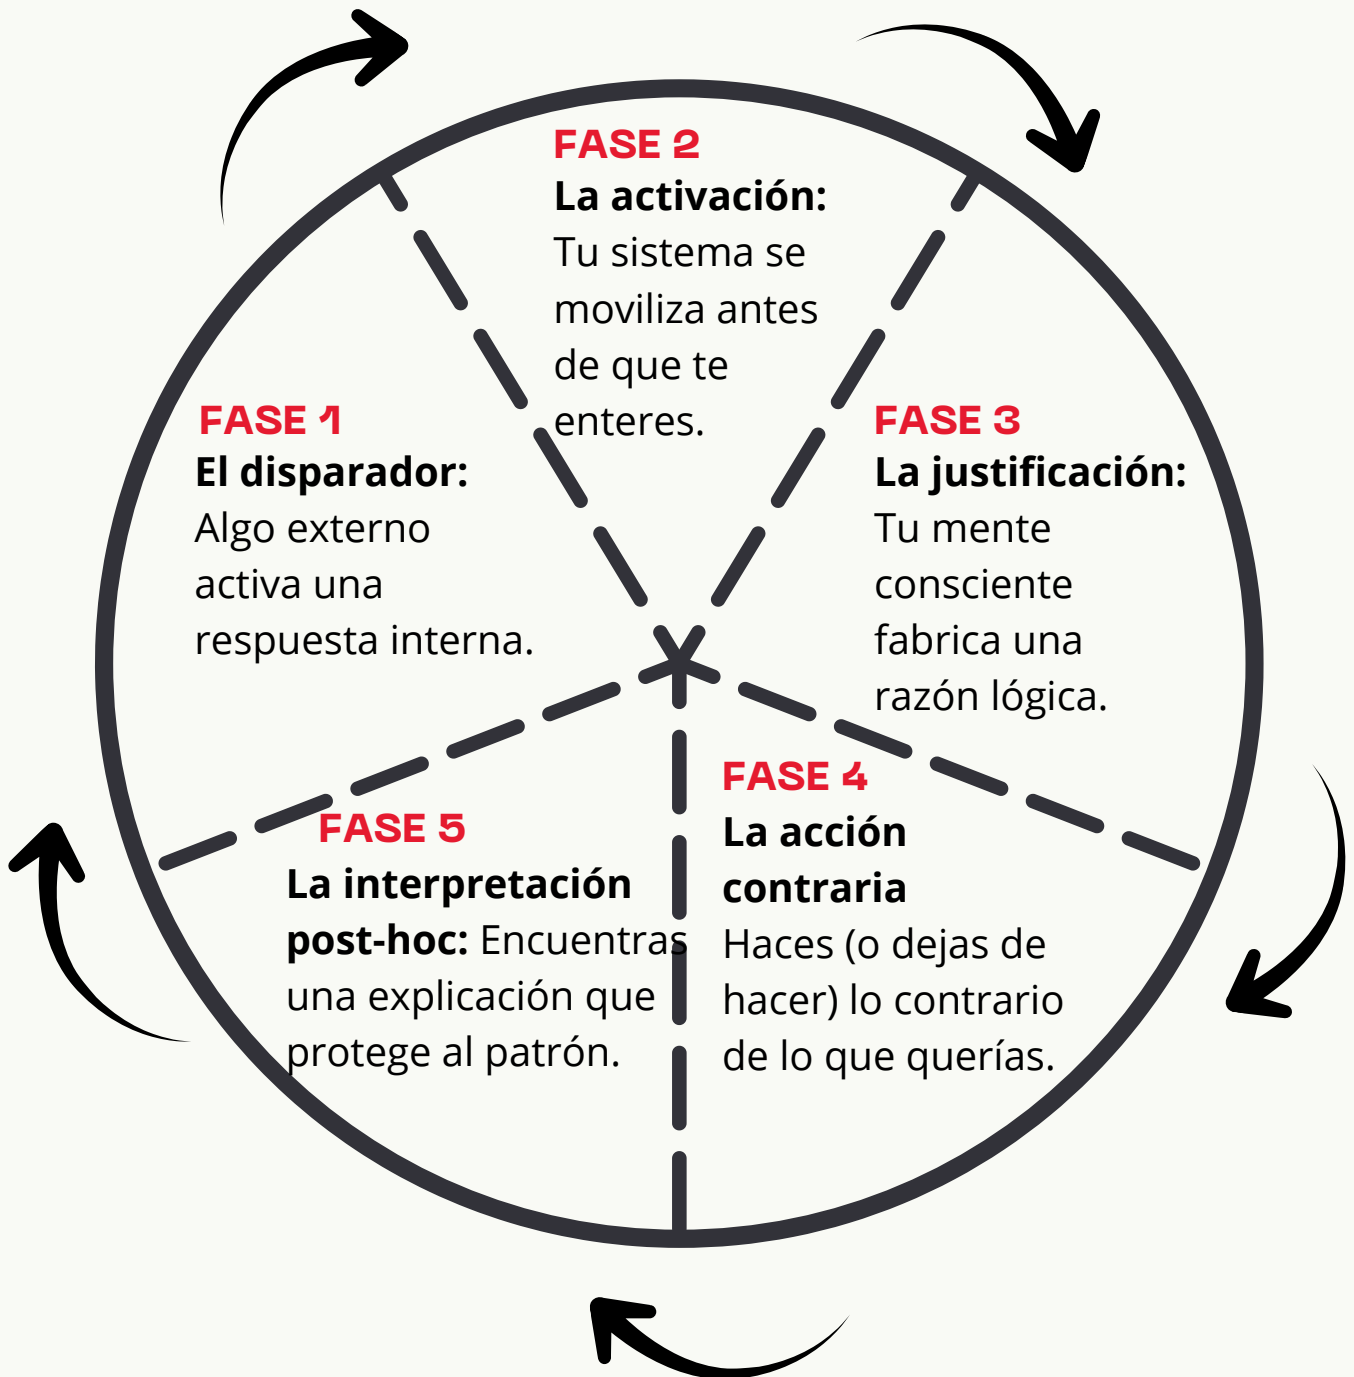 FASE 1
El disparador:
Algo externo
activa una
respuesta interna.
FASE 2
La activación:
Tu sistema se
moviliza antes
de que te
enteres.
FASE 3
La justificación:
Tu mente
consciente
fabrica una
razón lógica.
FASE 4
La acción
contraria
Haces (o dejas de
hacer) lo contrario
de lo que querías.
FASE 5
La interpretación
post-hoc: Encuentras
una explicación que
protege al patrón.